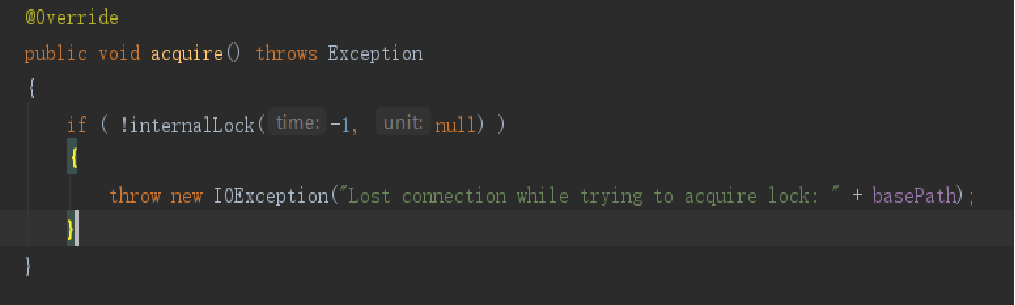 @Override
public void acquire() throws Exception
{
if ( !internalLock( time: -1, unit: null) )
{
throw new IOException("Lost connection while trying to acquire lock: " + basePath);
}
}